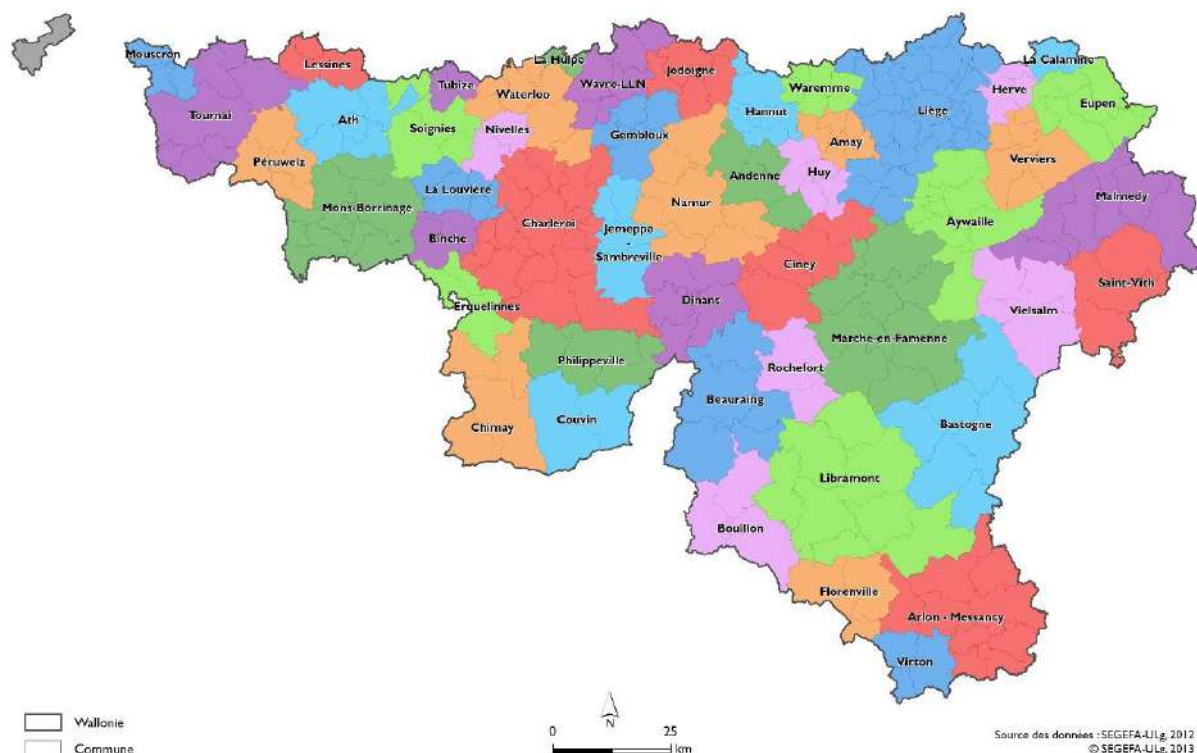 Mouscron
Tournai
Lessines
Ath
Péruwelz
Mons-Borrinage
Soignies
Tubize
La Hulpe
Waterloo
Nivelles
La Louvière
Binche
Erquelinnes
Charleroi
Wavre-LLN
Jodoigne
Gembloux
Hannut
Waremme
Amay
Huy
Andenne
Namur
Jemeppe
-
Sambreville
Liège
Herve
La Calamine
Eupen
Verviers
Malmedy
Aywaille
Ciney
Dinant
Saint-Vith
Vielsalm
Marche-en-Famenne
Rochefort
Philippeville
Beauraing
Couvin
Chimay
Bastogne
Libramont
Bouillon
Florenville
Arlon - Messancy
Virton
Wallonie
Commune
N
0 25
km
Source des données : SEGEFA-ULg, 2012
© SEGEFA-ULg, 2013